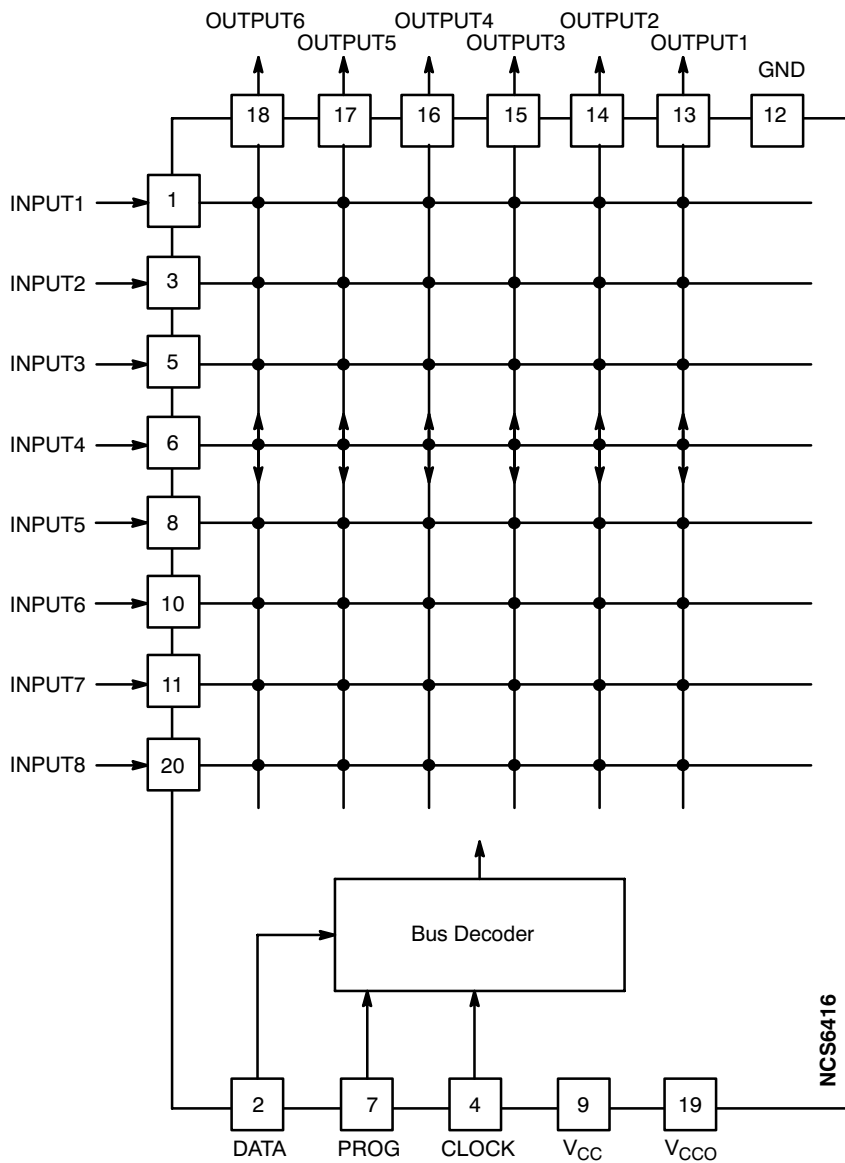 OUTPUT6
OUTPUT5
OUTPUT4
OUTPUT3
OUTPUT2
OUTPUT1
GND
18
17
16
15
14
13
12
INPUT1
1
INPUT2
3
INPUT3
5
INPUT4
6
INPUT5
8
INPUT6
10
INPUT7
11
INPUT8
20
Bus Decoder
NCS6416
2
7
4
9
19
DATA
PROG
CLOCK
VCC
VCCO